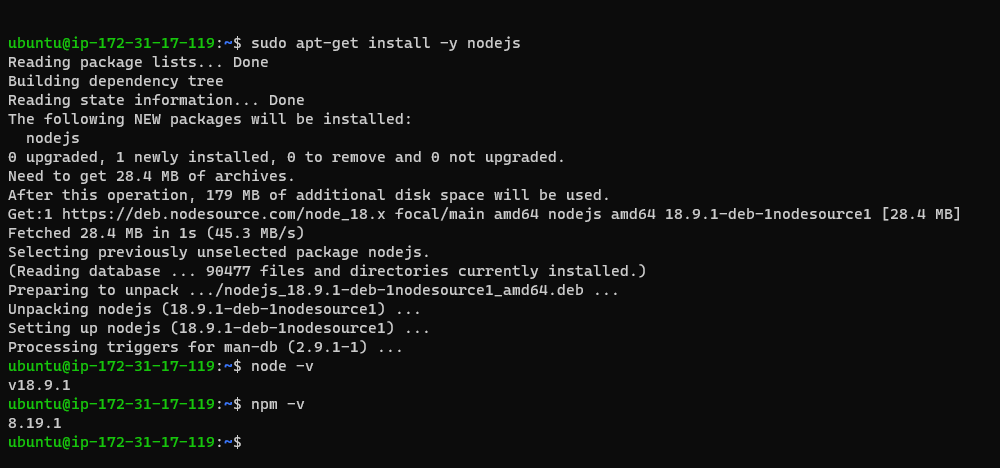 ubuntu@ip-172-31-17-119:~$ sudo apt-get install -y nodejs
Reading package lists... Done
Building dependency tree
Reading state information... Done
The following NEW packages will be installed:
  nodejs
0 upgraded, 1 newly installed, 0 to remove and 0 not upgraded.
Need to get 28.4 MB of archives.
After this operation, 179 MB of additional disk space will be used.
Get:1 https://deb.nodesource.com/node_18.x focal/main amd64 nodejs amd64 18.9.1-deb-1nodesource1 [28.4 MB]
Fetched 28.4 MB in 1s (45.3 MB/s)
Selecting previously unselected package nodejs.
(Reading database ... 90477 files and directories currently installed.)
Preparing to unpack .../nodejs_18.9.1-deb-1nodesource1_amd64.deb ...
Unpacking nodejs (18.9.1-deb-1nodesource1) ...
Setting up nodejs (18.9.1-deb-1nodesource1) ...
Processing triggers for man-db (2.9.1-1) ...
ubuntu@ip-172-31-17-119:~$ node -v
v18.9.1
ubuntu@ip-172-31-17-119:~$ npm -v
8.19.1
ubuntu@ip-172-31-17-119:~$